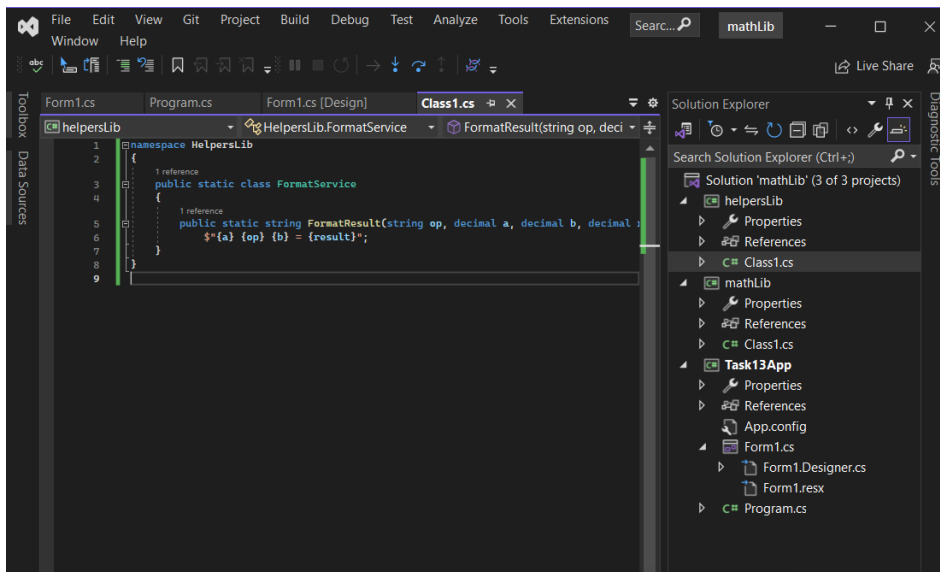 File Edit View Git Project Build Debug Test Analyze Tools Extensions Searc... mathLib
Window Help
abc Live Share
Toolbox
Data Sources
Form1.cs Program.cs Form1.cs [Design] Class1.cs
C# helpersLib HelpersLib.FormatService FormatResult(string op, deci
1 namespace HelpersLib
2 {
1 reference
3 public static class FormatService
4 {
1 reference
5 public static string FormatResult(string op, decimal a, decimal b, decimal
6 $"{a} {op} {b} = {result}";
7 }
8 }
9
Solution Explorer
Search Solution Explorer (Ctrl+;)
Solution 'mathLib' (3 of 3 projects)
C# helpersLib
Properties
References
C# Class1.cs
C# mathLib
Properties
References
C# Class1.cs
C# Task13App
Properties
References
App.config
Form1.cs
Form1.Designer.cs
Form1.resx
C# Program.cs
Diagnostic Tools